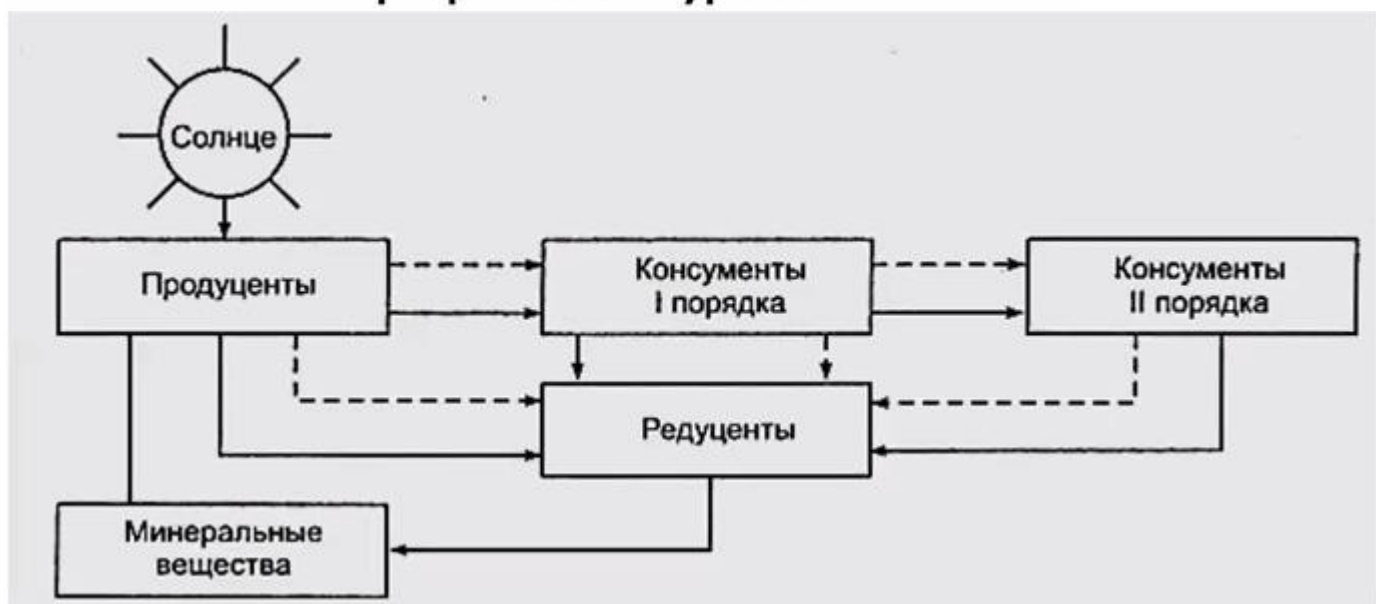 Солнце
Продуценты
Консументы
I порядка
Консументы
II порядка
Редуценты
Минеральные
вещества